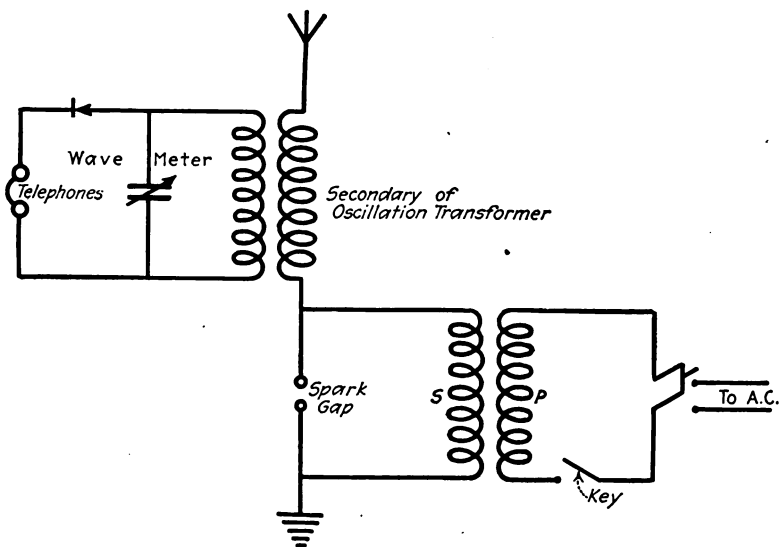 Wave Meter
Telephones
Secondary of
Oscillation Transformer
Spark
Gap
S
P
To A.C.
Key